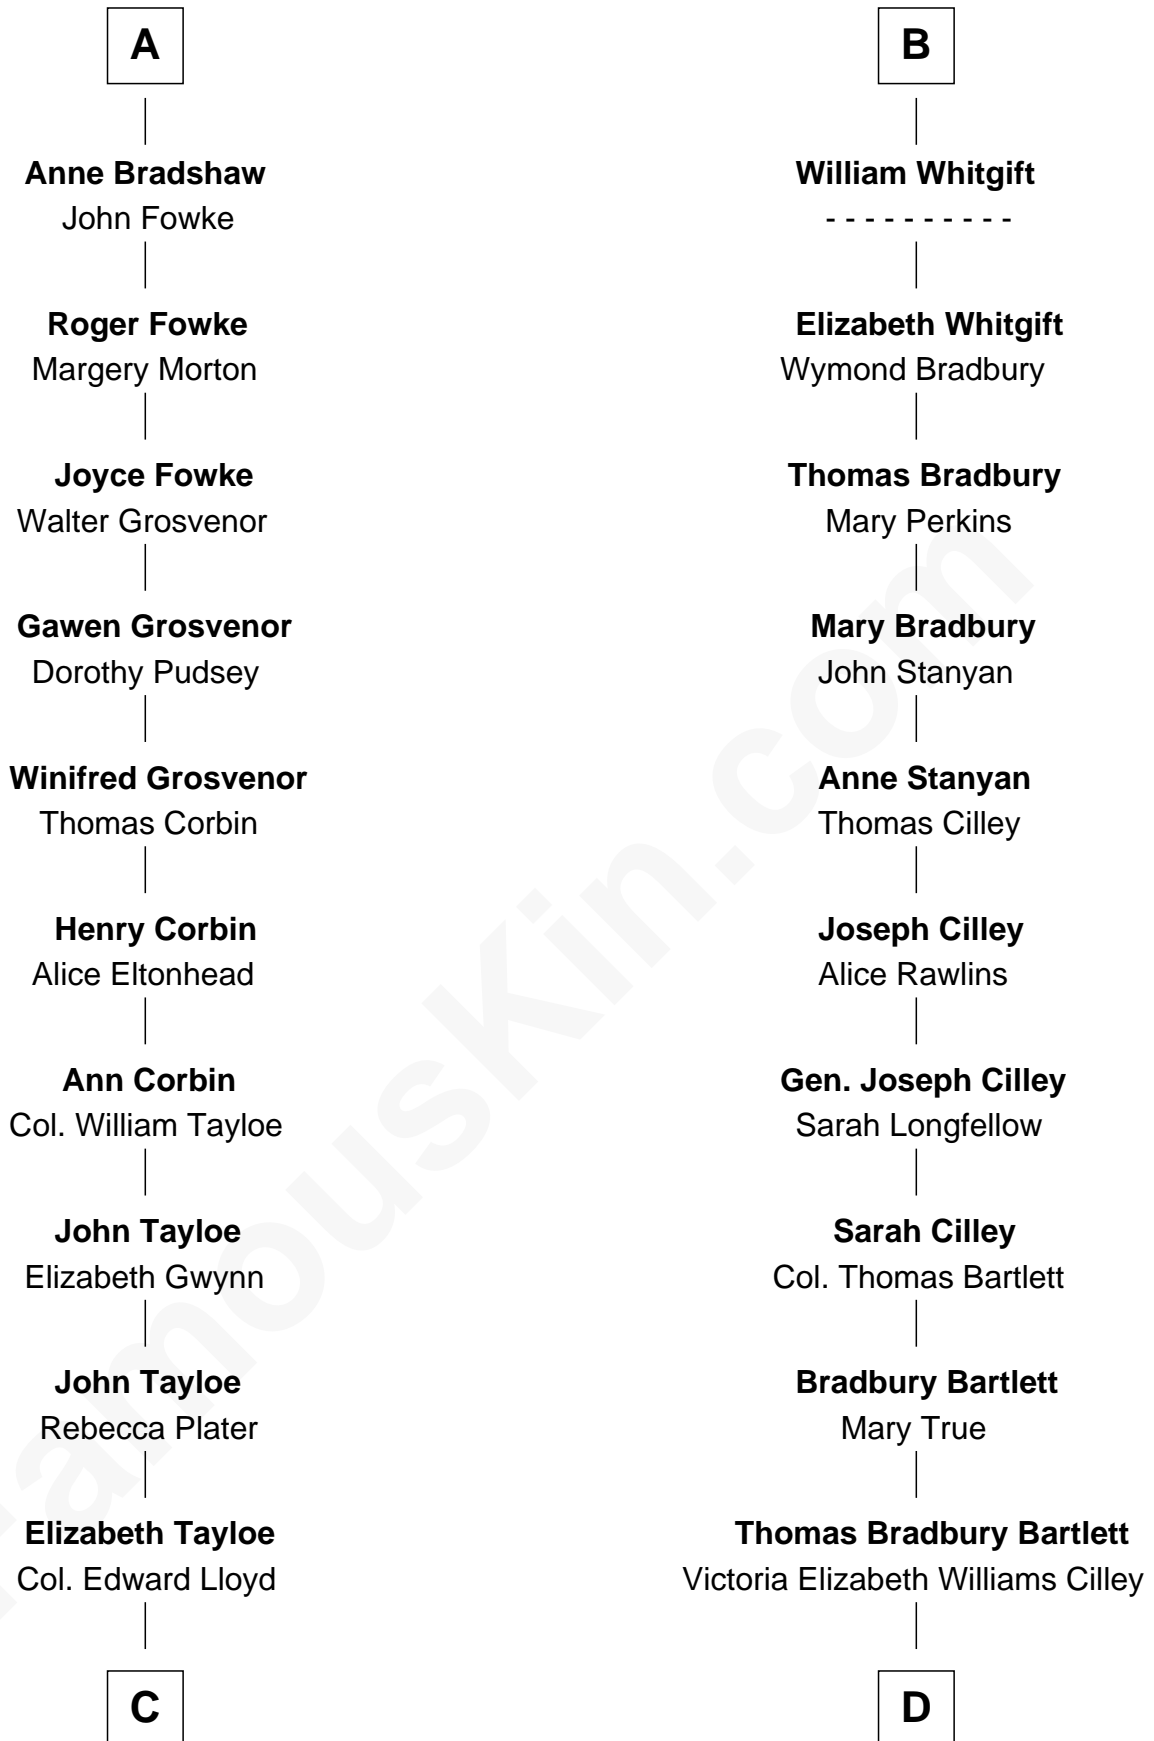 A
Anne Bradshaw
John Fowke
Roger Fowke
Margery Morton
Joyce Fowke
Walter Grosvenor
Gawen Grosvenor
Dorothy Pudsey
Winifred Grosvenor
Thomas Corbin
Henry Corbin
Alice Eltonhead
Ann Corbin
Col. William Tayloe
John Tayloe
Elizabeth Gwynn
John Tayloe
Rebecca Plater
Elizabeth Tayloe
Col. Edward Lloyd
C
B
William Whitgift
- - - - - - - - - -
Elizabeth Whitgift
Wymond Bradbury
Thomas Bradbury
Mary Perkins
Mary Bradbury
John Stanyan
Anne Stanyan
Thomas Cilley
Joseph Cilley
Alice Rawlins
Gen. Joseph Cilley
Sarah Longfellow
Sarah Cilley
Col. Thomas Bartlett
Bradbury Bartlett
Mary True
Thomas Bradbury Bartlett
Victoria Elizabeth Williams Cilley
D
FamousKin.com